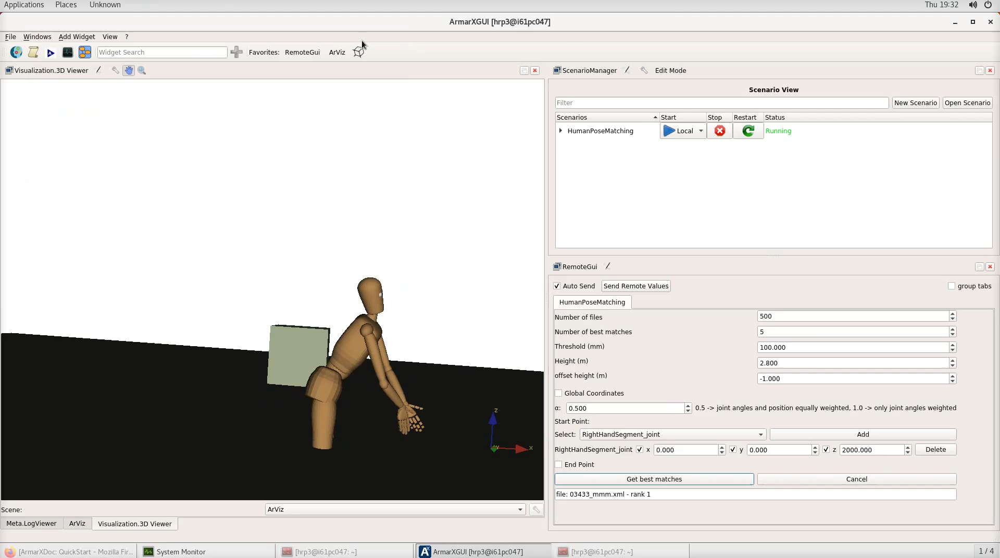 Applications Places Unknown Thu 19:32
ArmarXGUI [hrp3@i61pc047]
File Windows Add Widget View ?
Widget Search Favorites: RemoteGui ArViz
Visualization.3D Viewer
ScenarioManager Edit Mode
Scenario View
Filter New Scenario Open Scenario
Scenarios Start Stop Restart Status
HumanPoseMatching Local Running
RemoteGui
Auto Send Send Remote Values group tabs
HumanPoseMatching
Number of files 500
Number of best matches 5
Threshold (mm) 100.000
Height (m) 2.800
offset height (m) -1.000
Global Coordinates
α: 0.500 0.5 -> joint angles and position equally weighted, 1.0 -> only joint angles weighted
Start Point:
Select: RightHandSegment_joint Add
RightHandSegment_joint x 0.000 y 0.000 z 2000.000 Delete
End Point
Get best matches Cancel
file: 03433_mmm.xml - rank 1
Z
Y X
Scene: ArViz
Meta.LogViewer ArViz Visualization.3D Viewer
[ArmarXDoc: QuickStart - Mozilla Fir... System Monitor [hrp3@i61pc047: ~] ArmarXGUI [hrp3@i61pc047] [hrp3@i61pc047: ~] 1 / 4